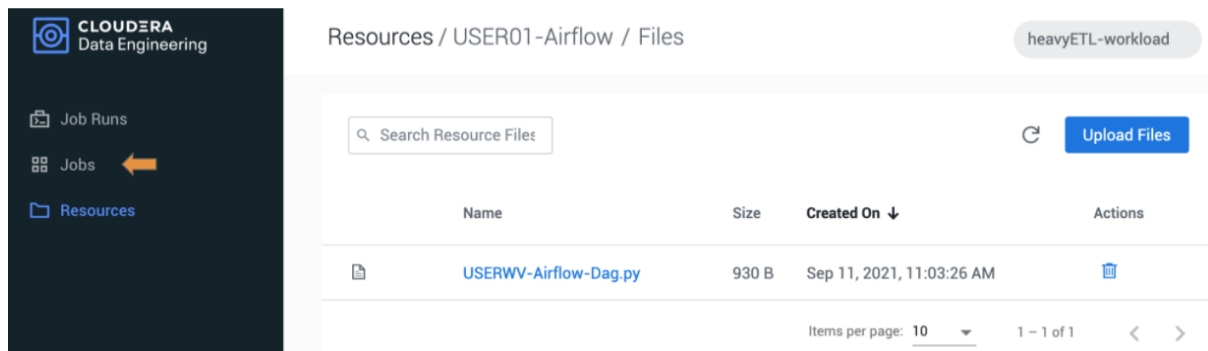 CLOUDERA
Data Engineering
Resources / USER01-Airflow / Files
heavyETL-workload
Job Runs
Jobs
Resources
Search Resource Files
Upload Files
Name Size Created On Actions
USERWV-Airflow-Dag.py 930 B Sep 11, 2021, 11:03:26 AM
Items per page: 10 1 – 1 of 1